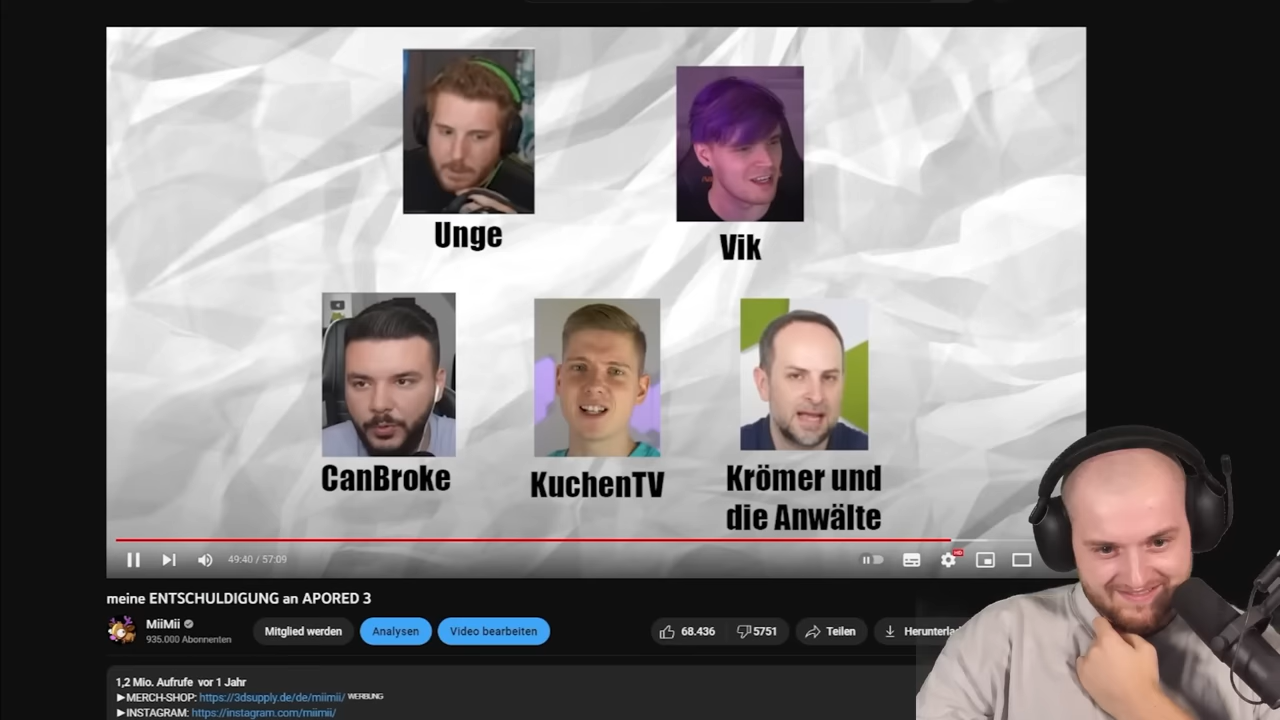 Unge
Vik
CanBroke
KuchenTV
Krömer und
die Anwälte
49:40 / 57:09
HD
meine ENTSCHULDIGUNG an APORED 3
MiiMii
935.000 Abonnenten
Mitglied werden
Analysen
Video bearbeiten
68.436
5751
Teilen
Herunterlad
1,2 Mio. Aufrufe vor 1 Jahr
►MERCH-SHOP: https://3dsupply.de/de/miimii/ WERBUNG
►INSTAGRAM: https://instagram.com/miimii/